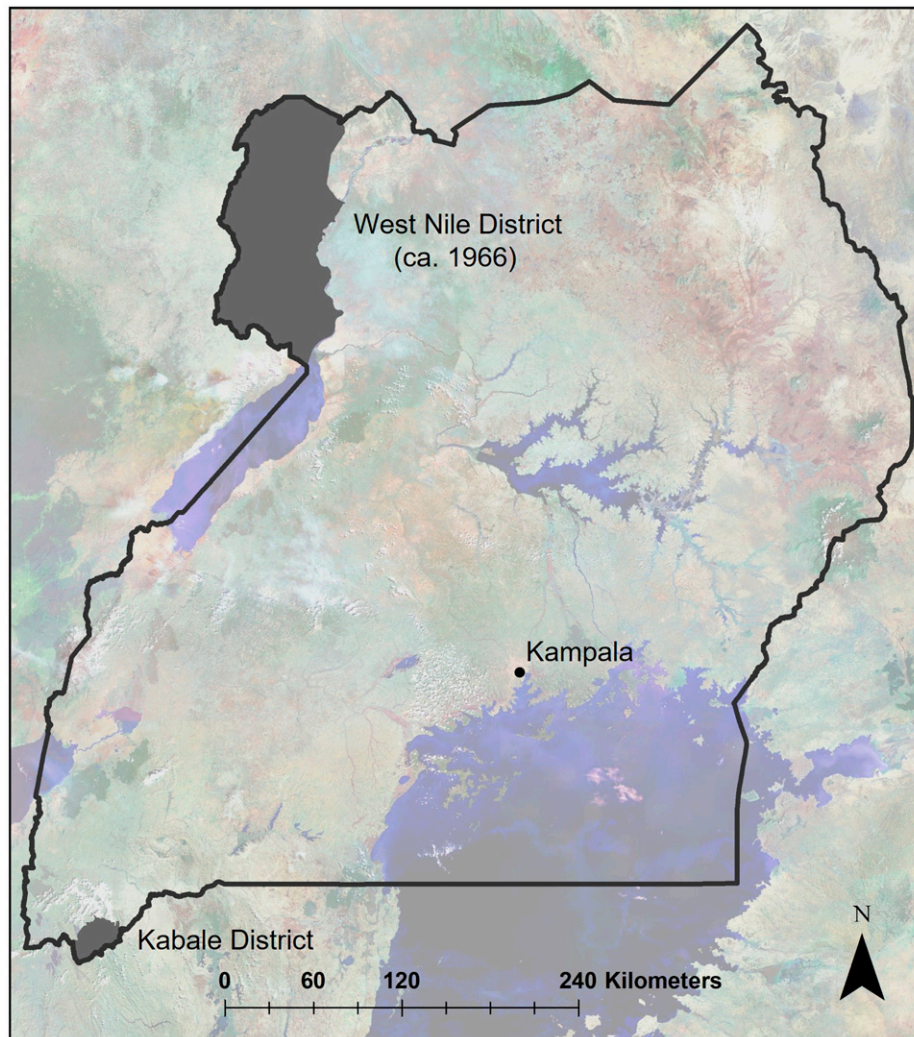 West Nile District
(ca. 1966)
Kampala
Kabale District
N
0 60 120 240 Kilometers